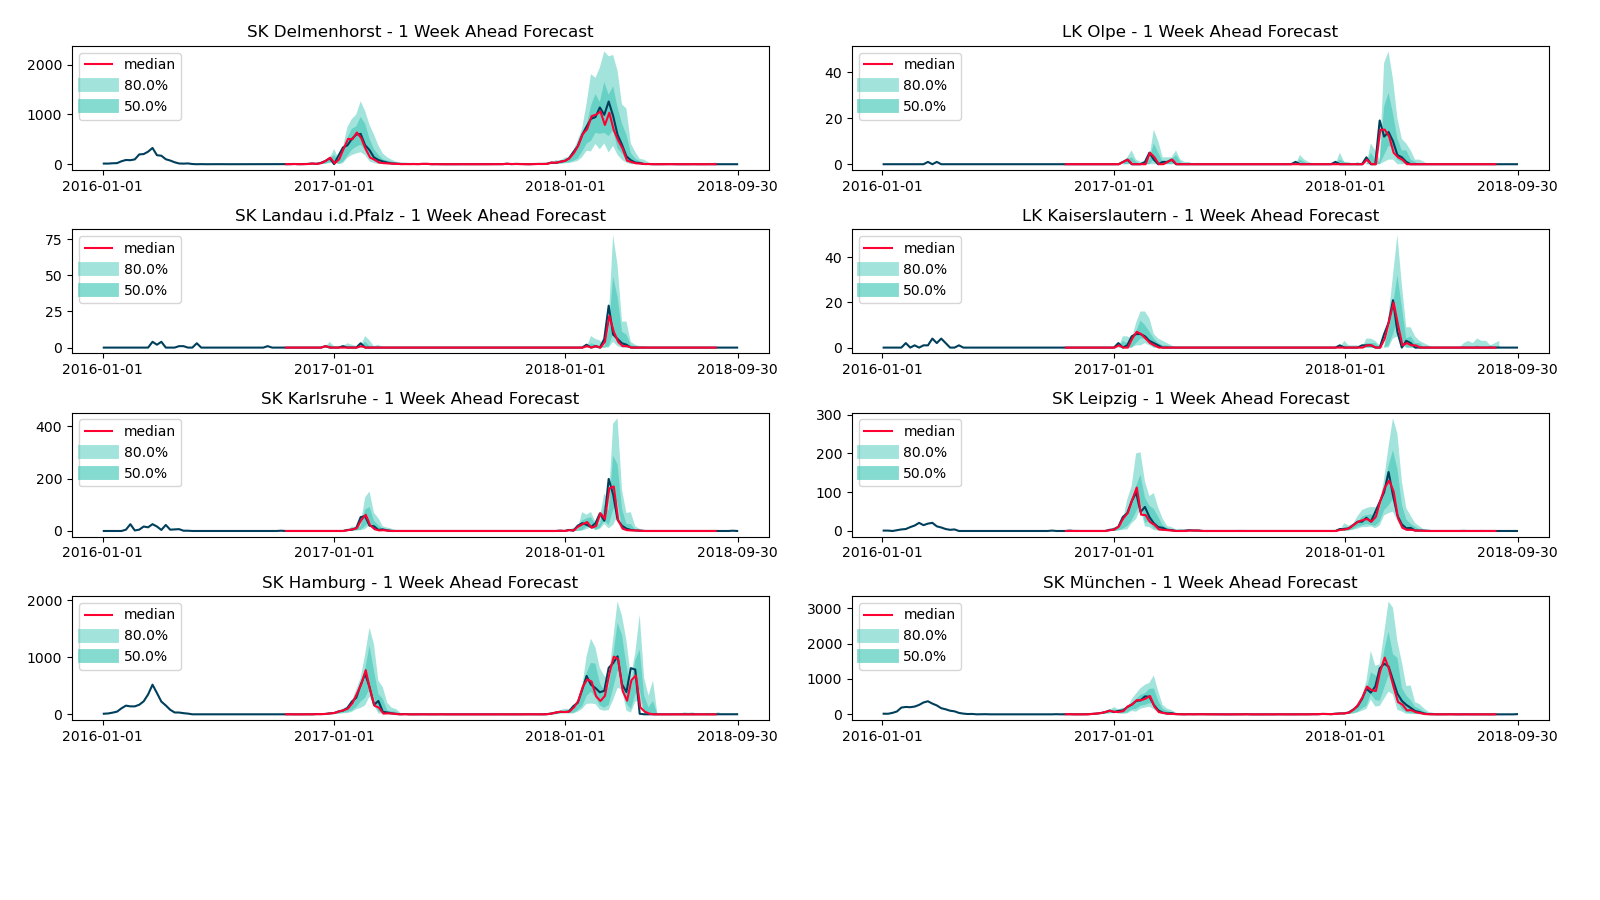 SK Delmenhorst - 1 Week Ahead Forecast
2000
1000
0
median
80.0%
50.0%
2016-01-01 2017-01-01 2018-01-01 2018-09-30
LK Olpe - 1 Week Ahead Forecast
40
20
0
median
80.0%
50.0%
2016-01-01 2017-01-01 2018-01-01 2018-09-30
SK Landau i.d.Pfalz - 1 Week Ahead Forecast
75
50
25
0
median
80.0%
50.0%
2016-01-01 2017-01-01 2018-01-01 2018-09-30
LK Kaiserslautern - 1 Week Ahead Forecast
40
20
0
median
80.0%
50.0%
2016-01-01 2017-01-01 2018-01-01 2018-09-30
SK Karlsruhe - 1 Week Ahead Forecast
400
200
0
median
80.0%
50.0%
2016-01-01 2017-01-01 2018-01-01 2018-09-30
SK Leipzig - 1 Week Ahead Forecast
300
200
100
0
median
80.0%
50.0%
2016-01-01 2017-01-01 2018-01-01 2018-09-30
SK Hamburg - 1 Week Ahead Forecast
2000
1000
0
median
80.0%
50.0%
2016-01-01 2017-01-01 2018-01-01 2018-09-30
SK München - 1 Week Ahead Forecast
3000
2000
1000
0
median
80.0%
50.0%
2016-01-01 2017-01-01 2018-01-01 2018-09-30